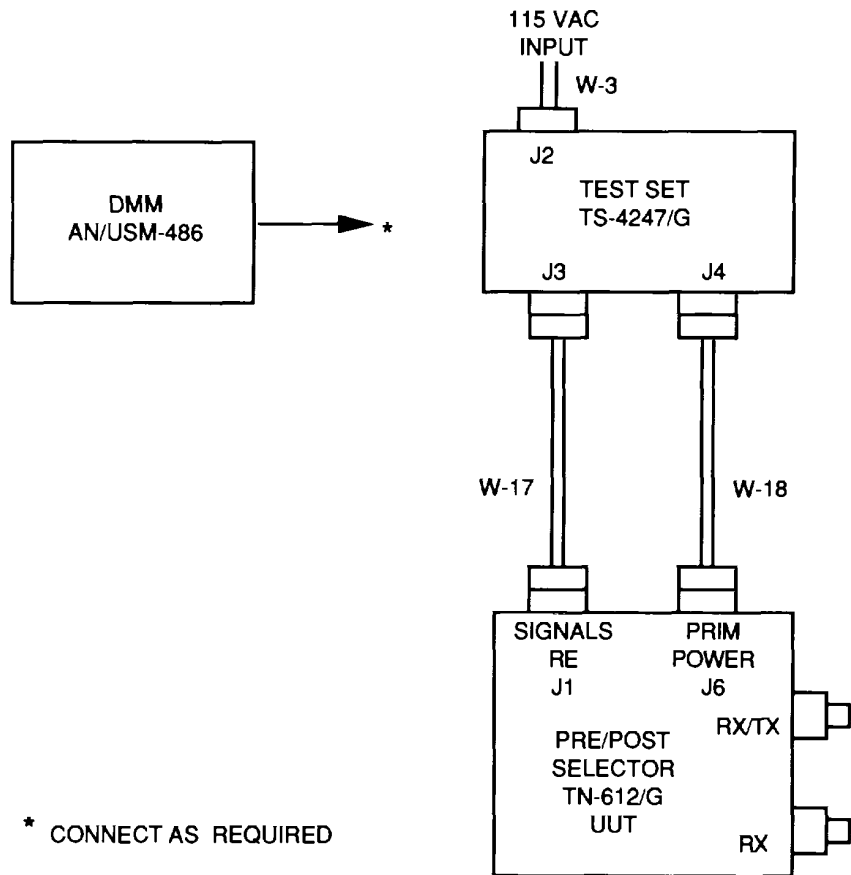 115 VAC
INPUT
W-3
J2
DMM
AN/USM-486
*
TEST SET
TS-4247/G
J3
J4
W-17
W-18
SIGNALS
RE
J1
PRIM
POWER
J6
RX/TX
PRE/POST
SELECTOR
TN-612/G
UUT
RX
* CONNECT AS REQUIRED